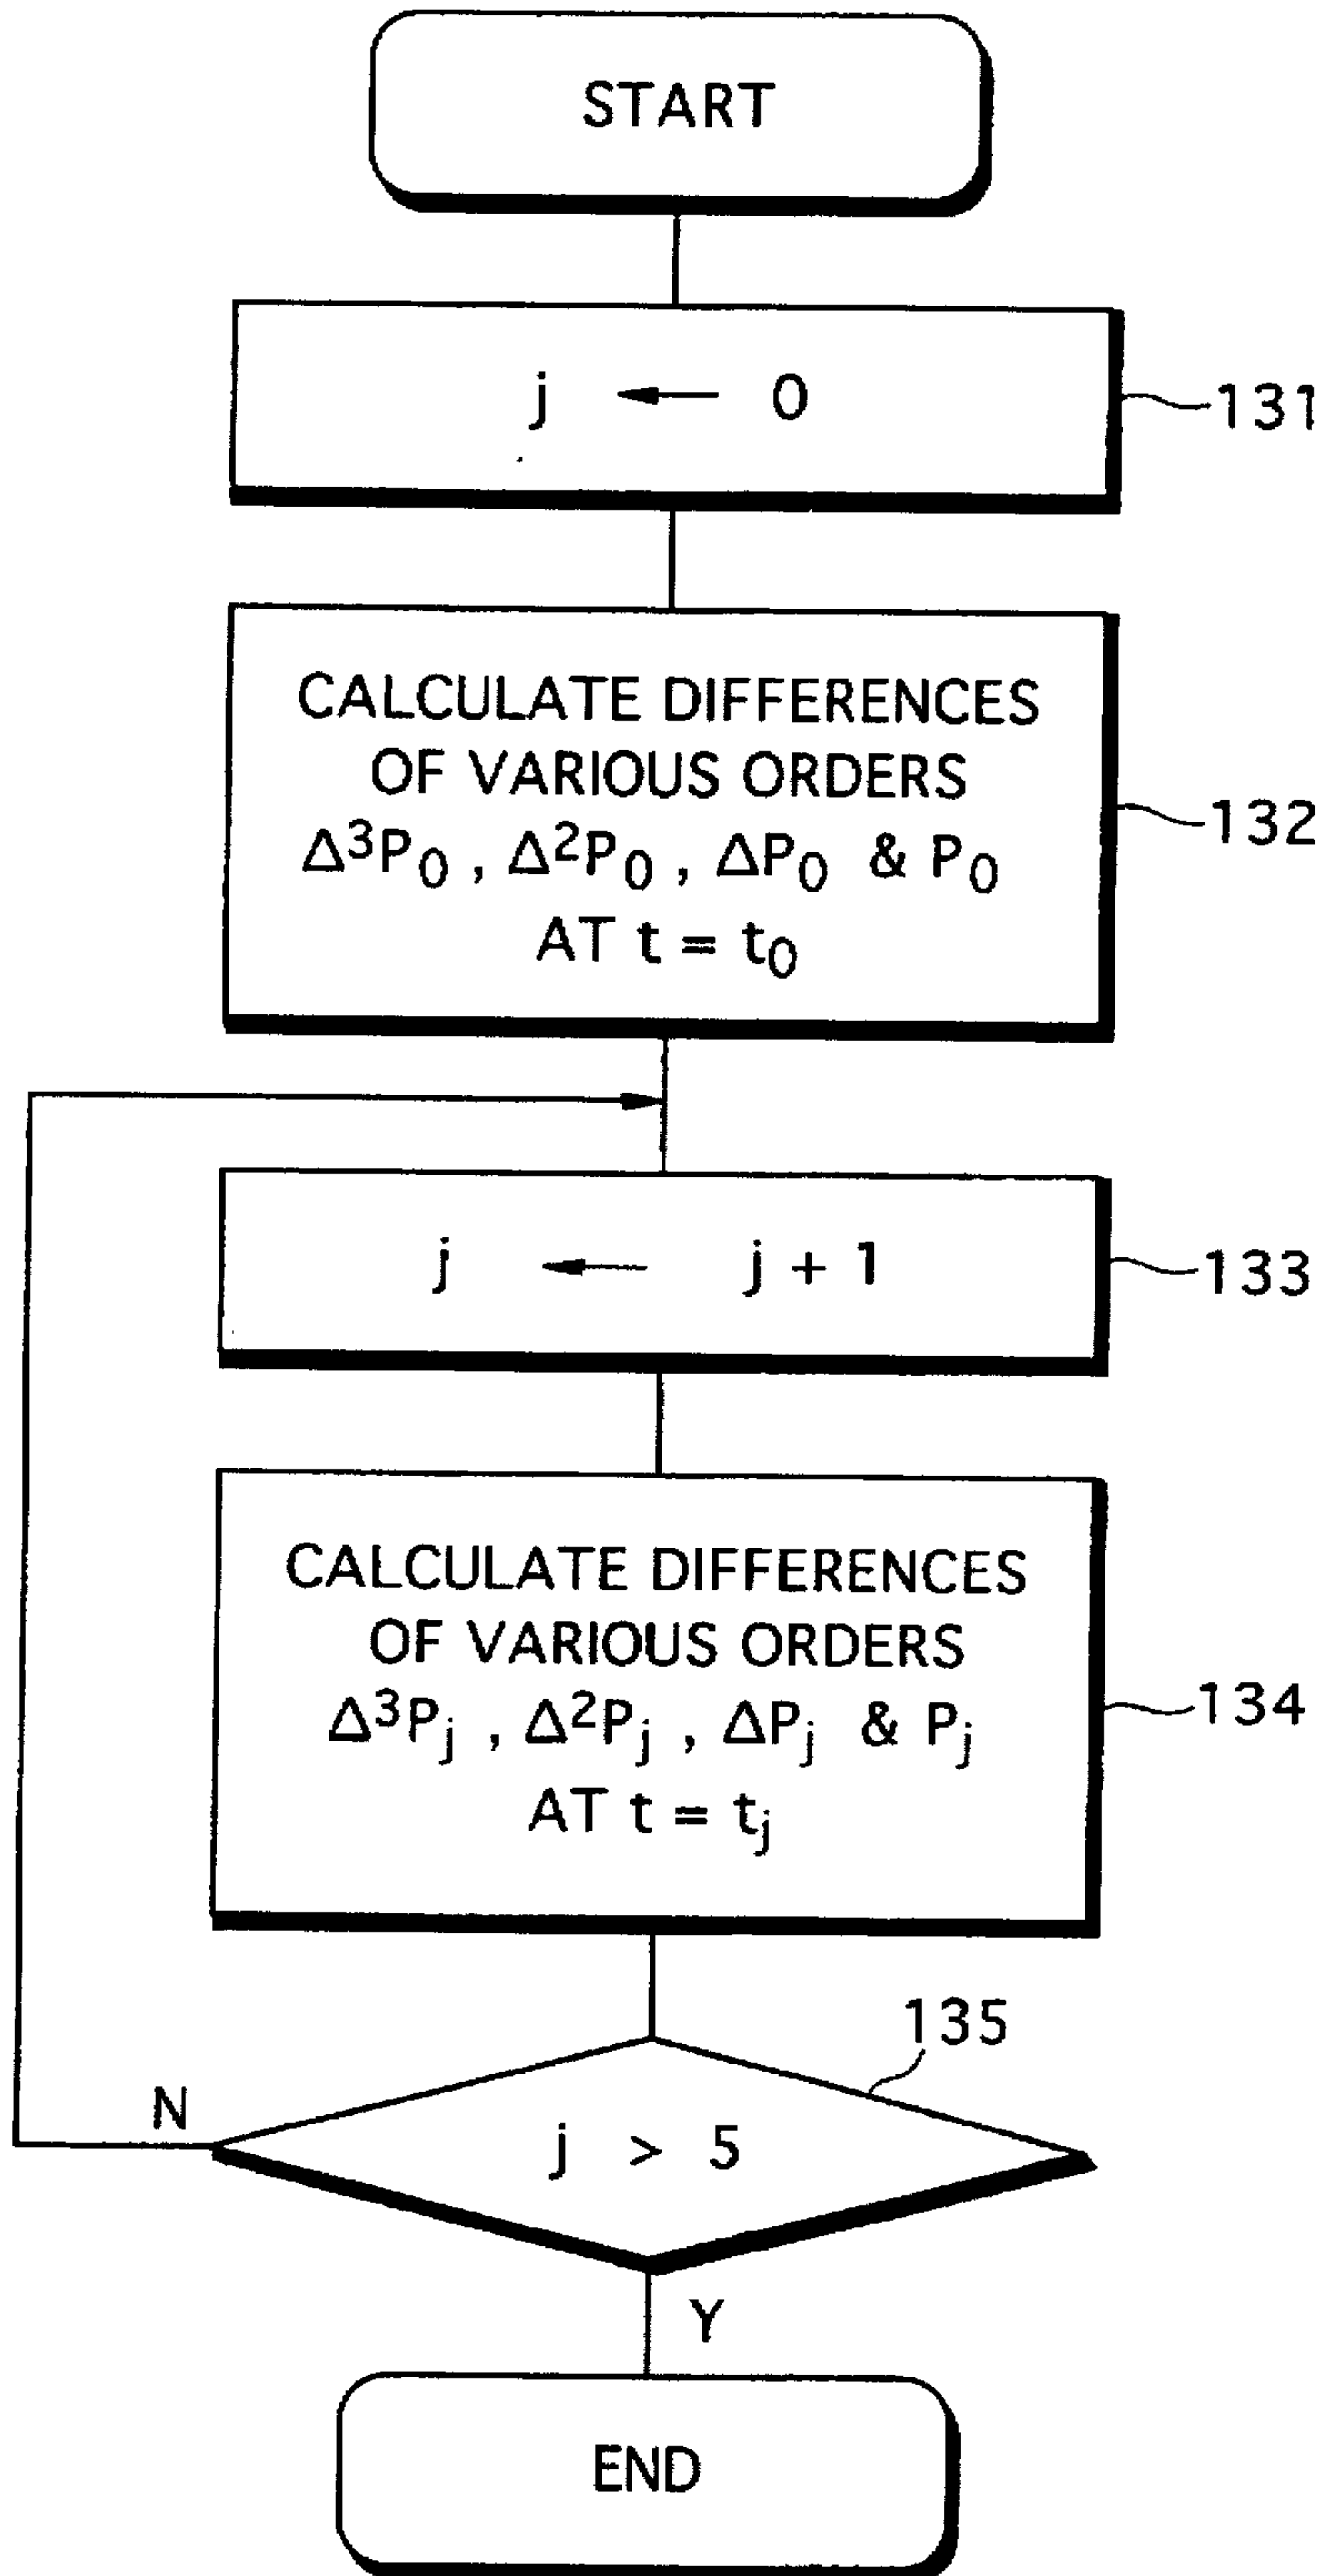 START
j ← 0
131
CALCULATE DIFFERENCES
OF VARIOUS ORDERS
Δ³P₀ , Δ²P₀ , ΔP₀ & P₀
AT t = t₀
132
j ← j + 1
133
CALCULATE DIFFERENCES
OF VARIOUS ORDERS
Δ³Pⱼ , Δ²Pⱼ , ΔPⱼ & Pⱼ
AT t = tⱼ
134
135
N
j > 5
Y
END